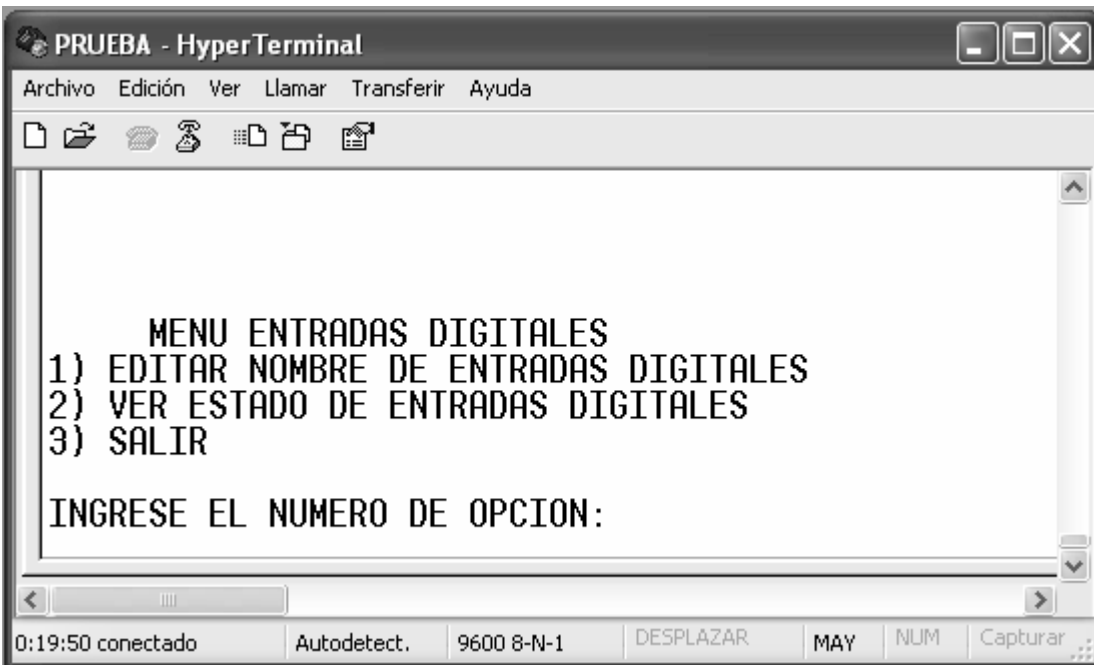 PRUEBA - HyperTerminal
Archivo Edición Ver Llamar Transferir Ayuda
MENU ENTRADAS DIGITALES
1) EDITAR NOMBRE DE ENTRADAS DIGITALES
2) VER ESTADO DE ENTRADAS DIGITALES
3) SALIR
INGRESE EL NUMERO DE OPCION:
0:19:50 conectado Autodetect. 9600 8-N-1 DESPLAZAR MAY NUM Capturar